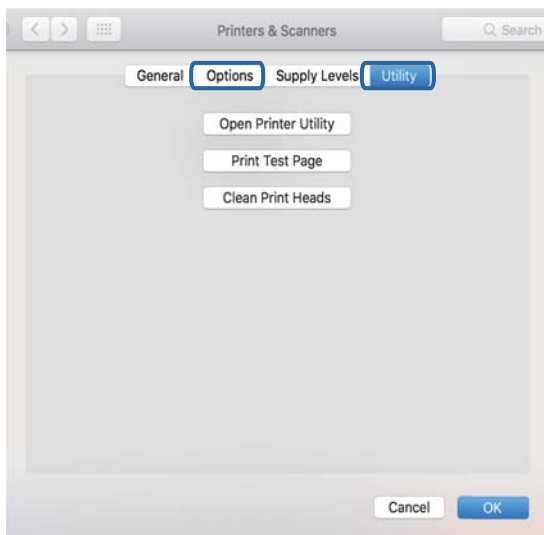 Printers & Scanners Search
General Options Supply Levels Utility
Open Printer Utility
Print Test Page
Clean Print Heads
Cancel OK